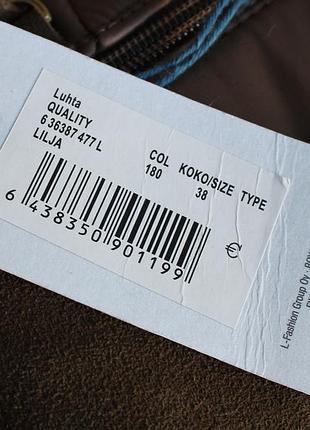 Luhta
QUALITY
6 36387 477 L
LILJA
COL KOKO/SIZE TYPE
180 38
6 438350 901199
€
L-Fashion Group Oy